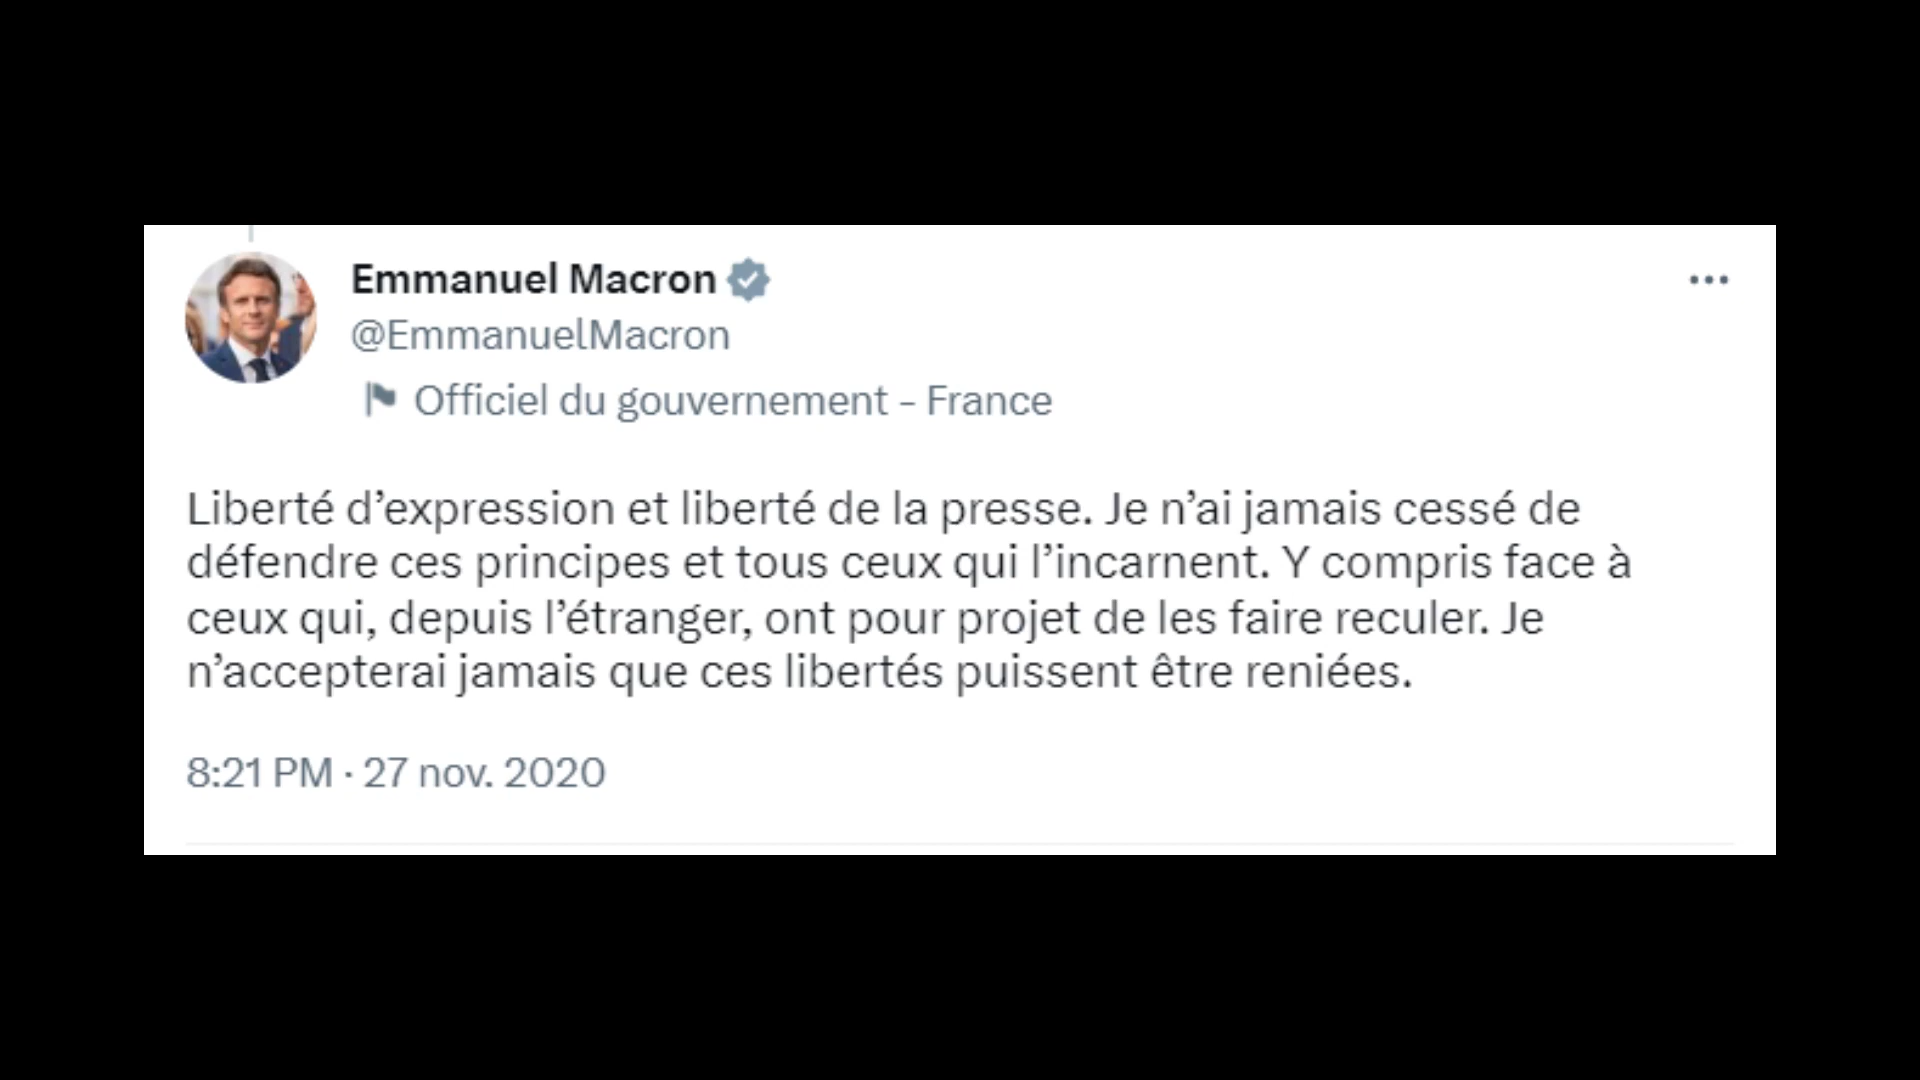 Emmanuel Macron
@EmmanuelMacron
Officiel du gouvernement - France
Liberté d’expression et liberté de la presse. Je n’ai jamais cessé de
défendre ces principes et tous ceux qui l’incarnent. Y compris face à
ceux qui, depuis l’étranger, ont pour projet de les faire reculer. Je
n’accepterai jamais que ces libertés puissent être reniées.
8:21 PM · 27 nov. 2020